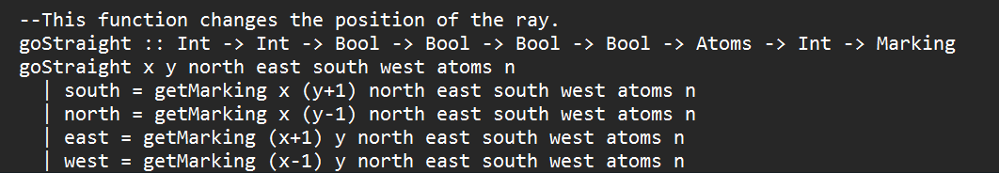 --This function changes the position of the ray.
goStraight :: Int -> Int -> Bool -> Bool -> Bool -> Bool -> Atoms -> Int -> Marking
goStraight x y north east south west atoms n
  | south = getMarking x (y+1) north east south west atoms n
  | north = getMarking x (y-1) north east south west atoms n
  | east = getMarking (x+1) y north east south west atoms n
  | west = getMarking (x-1) y north east south west atoms n